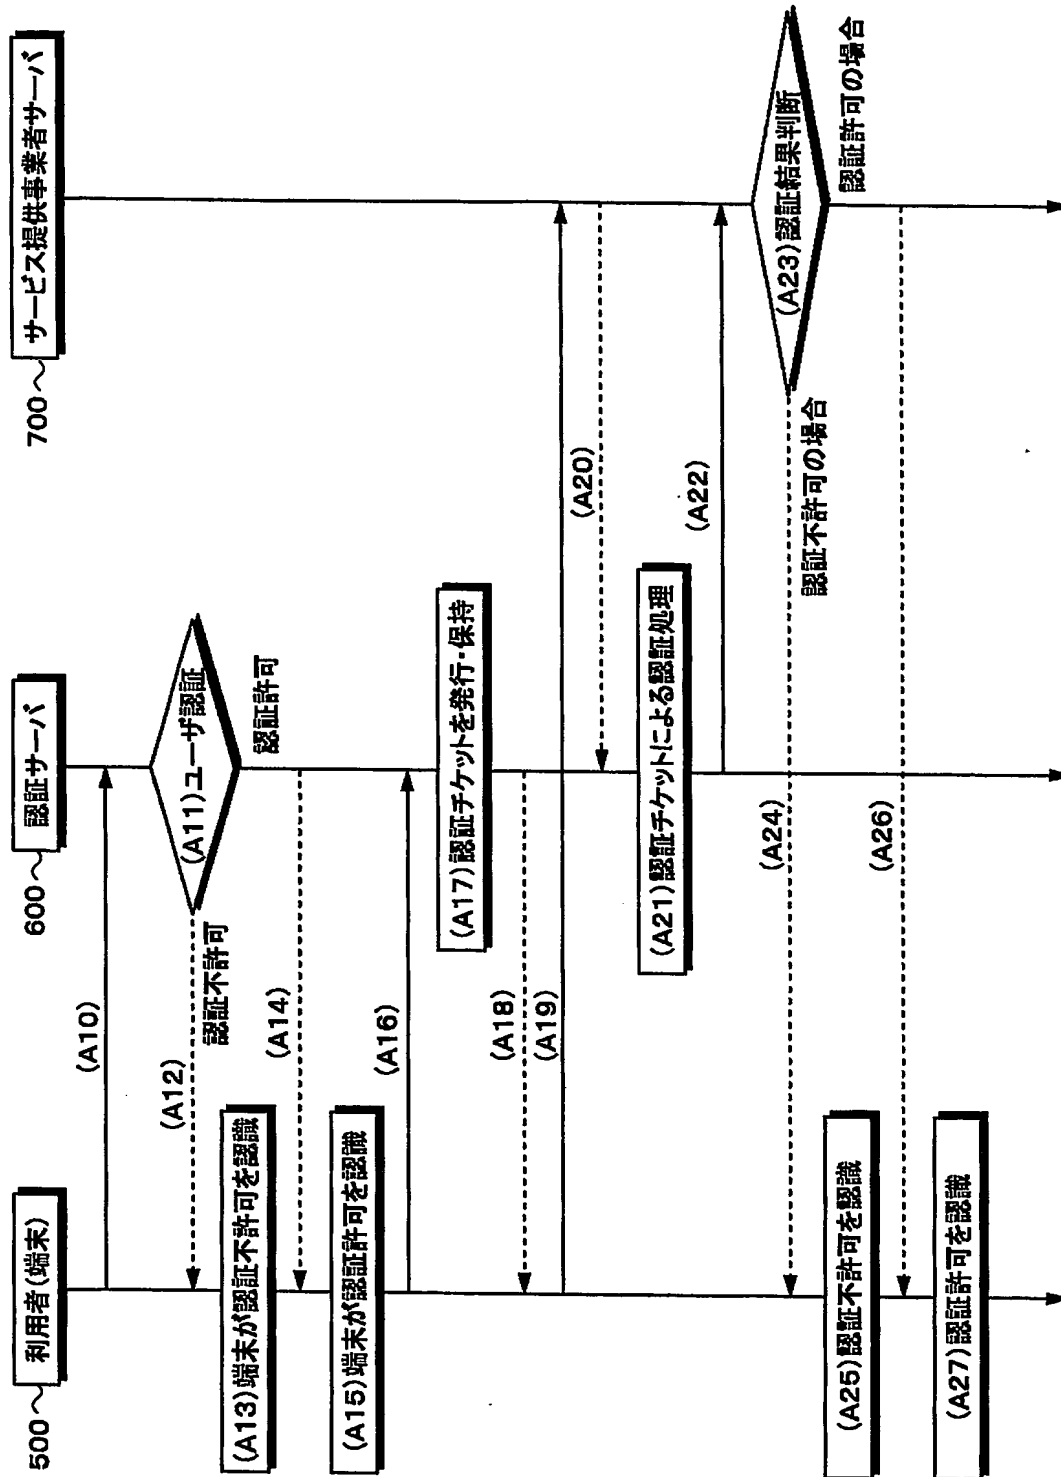 500 利用者(端末)
600 認証サーバ
700 サービス提供事業者サーバ
(A10)
(A11)ユーザ認証
(A12)
認証不許可
認証許可
(A13)端末が認証不許可を認識
(A14)
(A15)端末が認証許可を認識
(A16)
(A17)認証チケットを発行・保持
(A18)
(A19)
(A20)
(A21)認証チケットによる認証処理
(A22)
(A23)認証結果判断
(A24)
認証不許可の場合
認証許可の場合
(A25)認証不許可を認識
(A26)
(A27)認証許可を認識